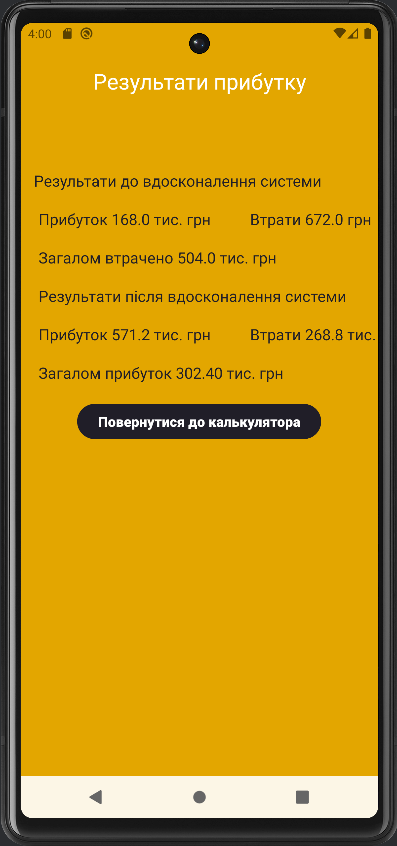 4:00
Результати прибутку
Результати до вдосконалення системи
Прибуток 168.0 тис. грн Втрати 672.0 грн
Загалом втрачено 504.0 тис. грн
Результати після вдосконалення системи
Прибуток 571.2 тис. грн Втрати 268.8 тис.
Загалом прибуток 302.40 тис. грн
Повернутися до калькулятора